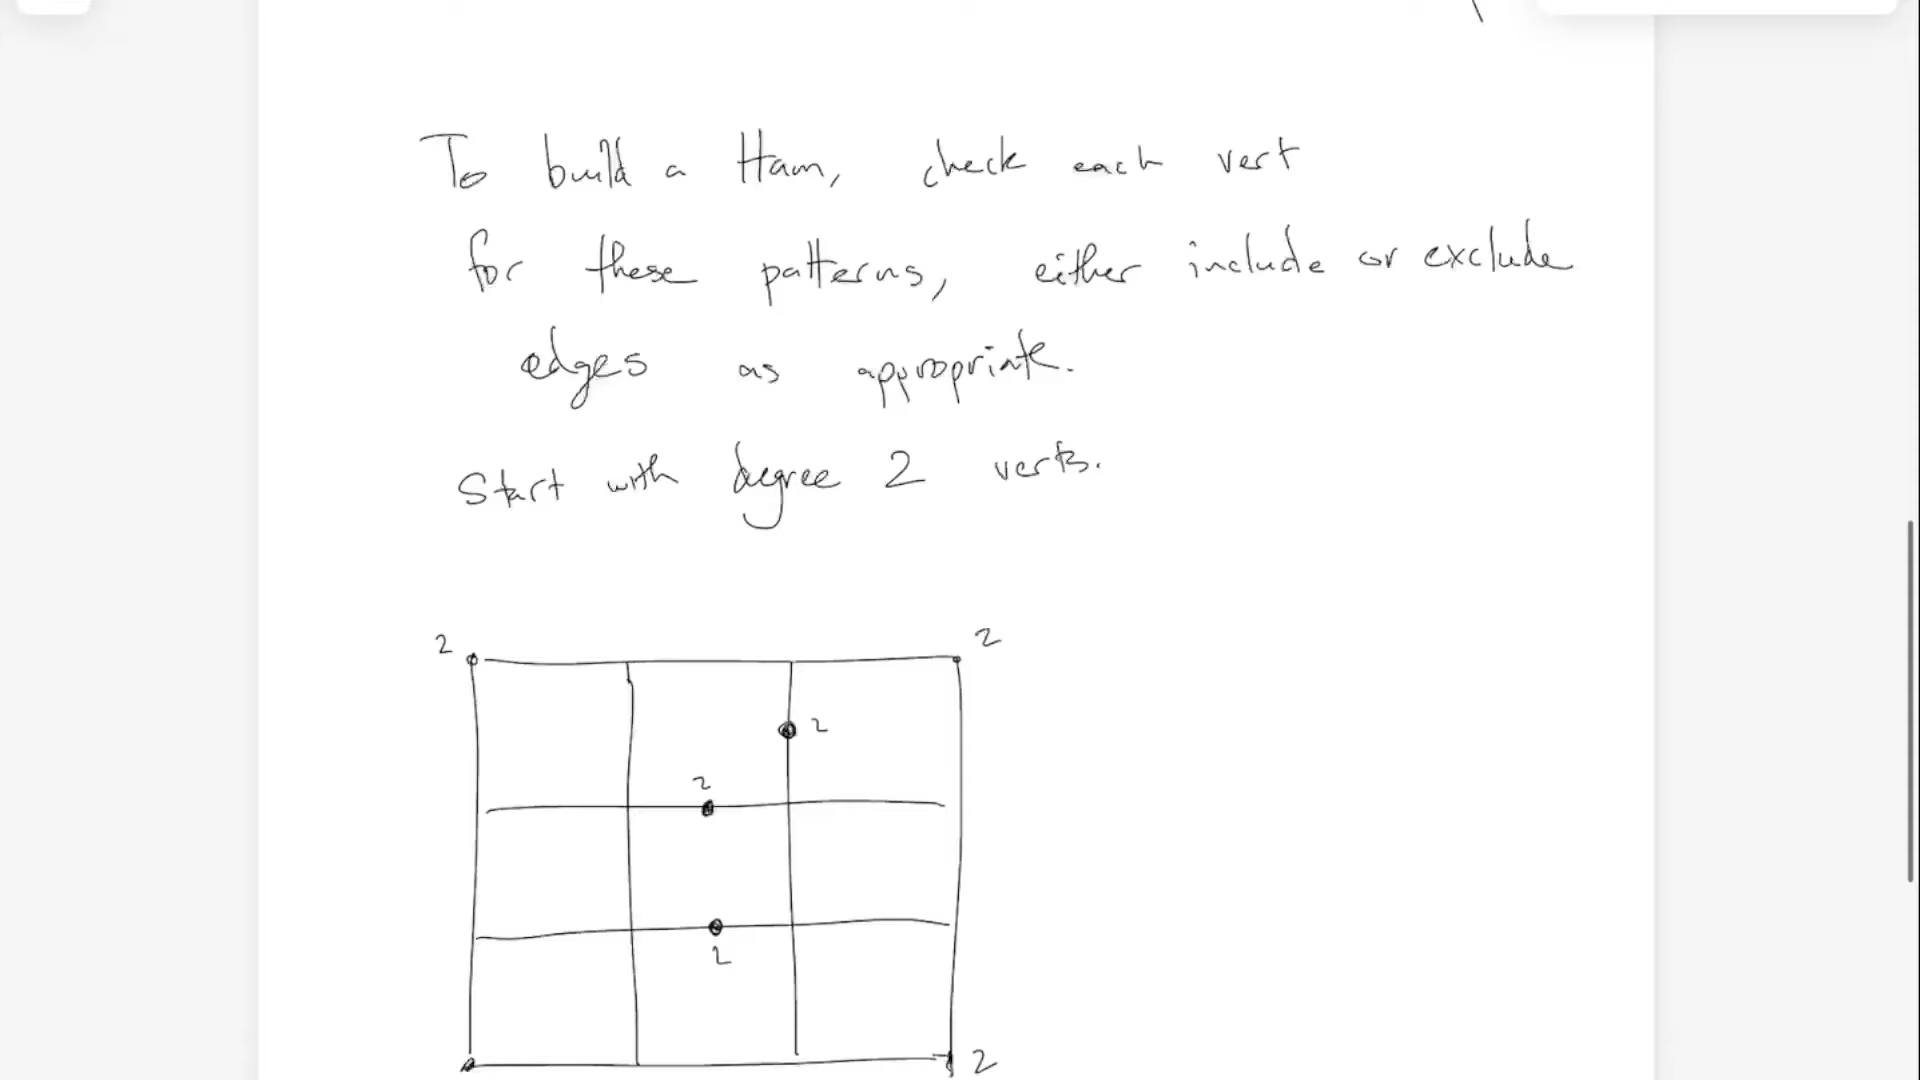 To build a Ham, check each vert
for these patterns, either include or exclude
edges as appropriate.
Start with degree 2 verts.
2 2
2
2
2
2